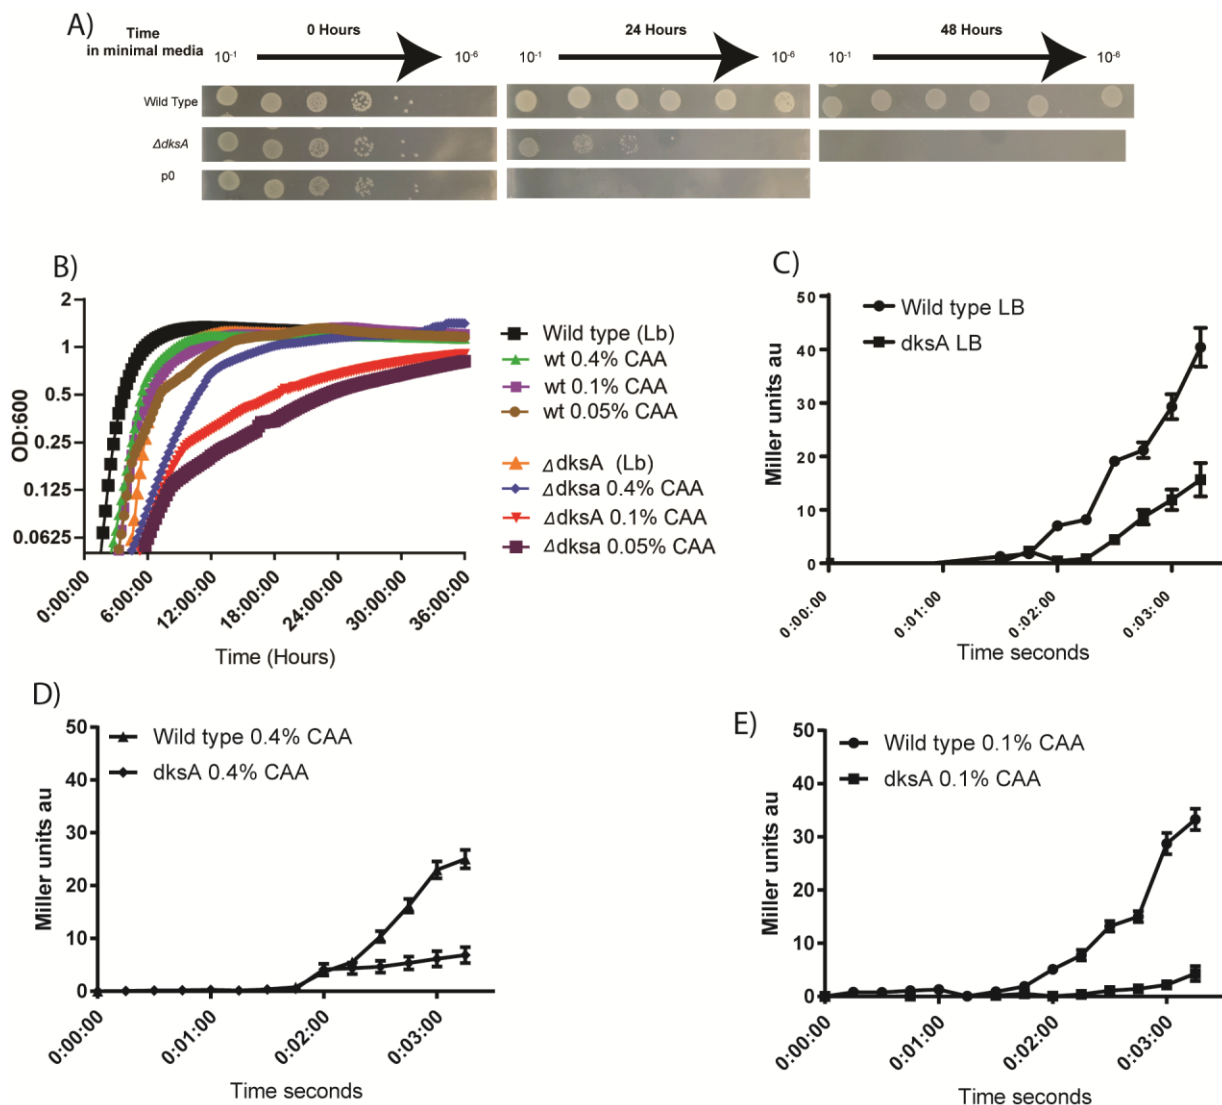 A)
Time
in minimal media
0 Hours
24 Hours
48 Hours
10-1
10-6
10-1
10-6
10-1
10-6
Wild Type
ΔdksA
p0
B)
OD:600
2
1
0.5
0.25
0.125
0.0625
0:00:00
6:00:00
12:00:00
18:00:00
24:00:00
30:00:00
36:00:00
Time (Hours)
Wild type (Lb)
wt 0.4% CAA
wt 0.1% CAA
wt 0.05% CAA
ΔdksA (Lb)
Δdksa 0.4% CAA
ΔdksA 0.1% CAA
Δdksa 0.05% CAA
C)
Miller units au
50
40
30
20
10
0
Wild type LB
dksA LB
0:00:00
0:01:00
0:02:00
0:03:00
Time seconds
D)
Miller units au
50
40
30
20
10
0
Wild type 0.4% CAA
dksA 0.4% CAA
0:00:00
0:01:00
0:02:00
0:03:00
Time seconds
E)
Miller units au
50
40
30
20
10
0
Wild type 0.1% CAA
dksA 0.1% CAA
0:00:00
0:01:00
0:02:00
0:03:00
Time seconds